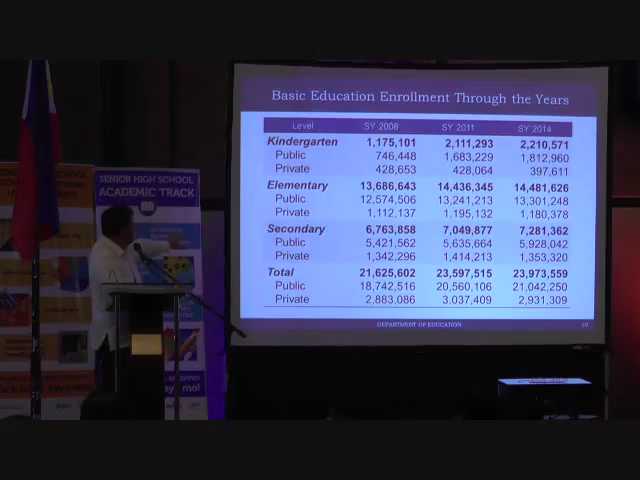 Basic Education Enrollment Through the Years
Level SY 2008 SY 2011 SY 2014
Kindergarten 1,175,101 2,111,293 2,210,571
Public 746,448 1,683,229 1,812,960
Private 428,653 428,064 397,611
Elementary 13,686,643 14,436,345 14,481,626
Public 12,574,506 13,241,213 13,301,248
Private 1,112,137 1,195,132 1,180,378
Secondary 6,763,858 7,049,877 7,281,362
Public 5,421,562 5,635,664 5,928,042
Private 1,342,296 1,414,213 1,353,320
Total 21,625,602 23,597,515 23,973,559
Public 18,742,516 20,560,106 21,042,250
Private 2,883,086 3,037,409 2,931,309
DEPARTMENT OF EDUCATION
SENIOR HIGH SCHOOL
ACADEMIC TRACK